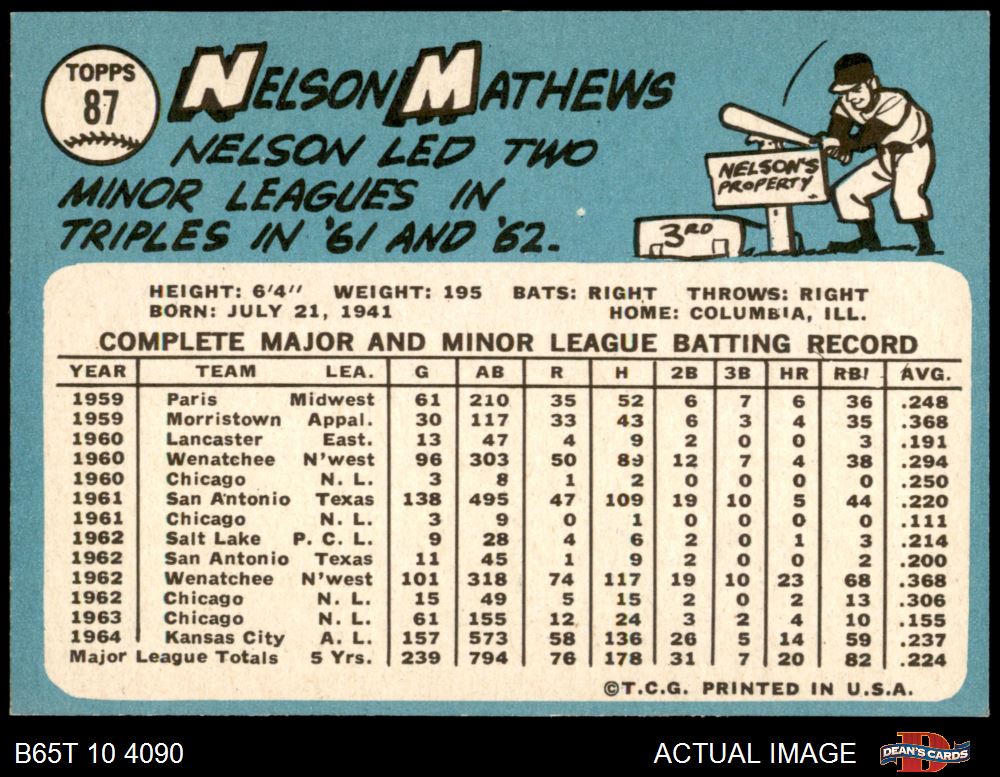 TOPPS
87
NELSON MATHEWS
NELSON LED TWO
MINOR LEAGUES IN
TRIPLES IN '61 AND '62.
NELSON'S
PROPERTY
3RD
HEIGHT: 6'4" WEIGHT: 195 BATS: RIGHT THROWS: RIGHT
BORN: JULY 21, 1941 HOME: COLUMBIA, ILL.
COMPLETE MAJOR AND MINOR LEAGUE BATTING RECORD
YEAR TEAM LEA. G AB R H 2B 3B HR RBI AVG.
1959 Paris Midwest 61 210 35 52 6 7 6 36 .248
1959 Morristown Appal. 30 117 33 43 6 3 4 35 .368
1960 Lancaster East. 13 47 4 9 2 0 0 3 .191
1960 Wenatchee N'west 96 303 50 89 12 7 4 38 .294
1960 Chicago N. L. 3 8 1 2 0 0 0 0 .250
1961 San Antonio Texas 138 495 47 109 19 10 5 44 .220
1961 Chicago N. L. 3 9 0 1 0 0 0 0 .111
1962 Salt Lake P. C. L. 9 28 4 6 2 0 1 3 .214
1962 San Antonio Texas 11 45 1 9 2 0 0 2 .200
1962 Wenatchee N'west 101 318 74 117 19 10 23 68 .368
1962 Chicago N. L. 15 49 5 15 2 0 2 13 .306
1963 Chicago N. L. 61 155 12 24 3 2 4 10 .155
1964 Kansas City A. L. 157 573 58 136 26 5 14 59 .237
Major League Totals 5 Yrs. 239 794 76 178 31 7 20 82 .224
©T.C.G. PRINTED IN U.S.A.
B65T 10 4090 ACTUAL IMAGE DEAN'S CARDS